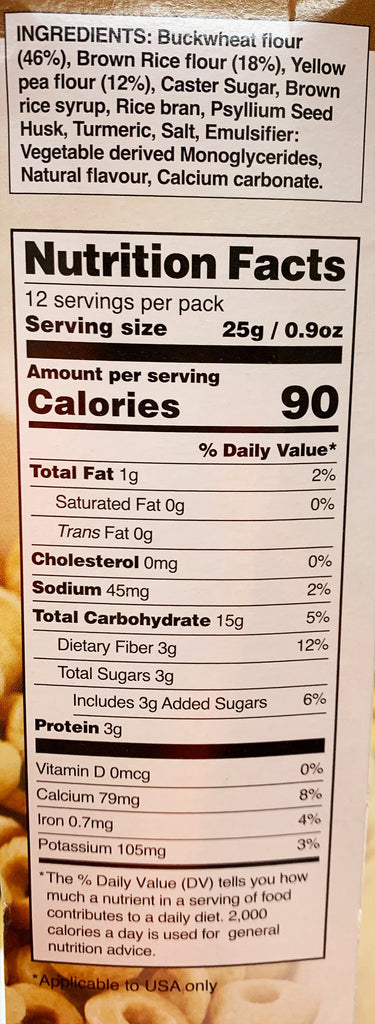 INGREDIENTS: Buckwheat flour
(46%), Brown Rice flour (18%), Yellow
pea flour (12%), Caster Sugar, Brown
rice syrup, Rice bran, Psyllium Seed
Husk, Turmeric, Salt, Emulsifier:
Vegetable derived Monoglycerides,
Natural flavour, Calcium carbonate.
Nutrition Facts
12 servings per pack
Serving size 25g / 0.9oz
Amount per serving
Calories 90
% Daily Value*
Total Fat 1g 2%
Saturated Fat 0g 0%
Trans Fat 0g
Cholesterol 0mg 0%
Sodium 45mg 2%
Total Carbohydrate 15g 5%
Dietary Fiber 3g 12%
Total Sugars 3g
Includes 3g Added Sugars 6%
Protein 3g
Vitamin D 0mcg 0%
Calcium 79mg 8%
Iron 0.7mg 4%
Potassium 105mg 3%
*The % Daily Value (DV) tells you how
much a nutrient in a serving of food
contributes to a daily diet. 2,000
calories a day is used for general
nutrition advice.
*Applicable to USA only